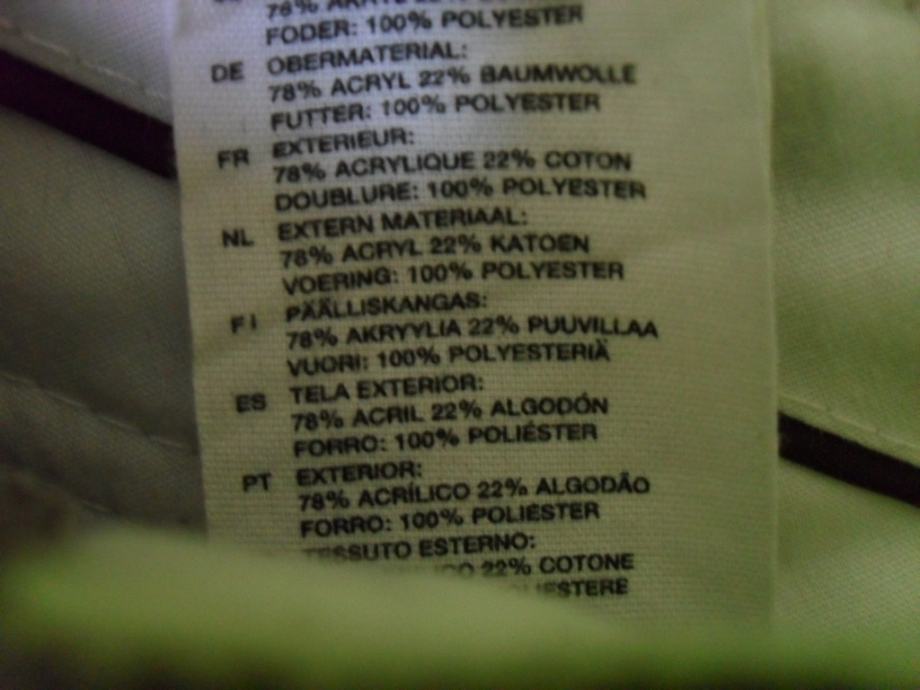 78%
FODER: 100% POLYESTER
DE OBERMATERIAL:
78% ACRYL 22% BAUMWOLLE
FUTTER: 100% POLYESTER
FR EXTERIEUR:
78% ACRYLIQUE 22% COTON
DOUBLURE: 100% POLYESTER
NL EXTERN MATERIAAL:
78% ACRYL 22% KATOEN
VOERING: 100% POLYESTER
FI PÄÄLLISKANGAS:
78% AKRYYLIA 22% PUUVILLAA
VUORI: 100% POLYESTERIÄ
ES TELA EXTERIOR:
78% ACRIL 22% ALGODÓN
FORRO: 100% POLIÉSTER
PT EXTERIOR:
78% ACRÍLICO 22% ALGODÃO
FORRO: 100% POLIÉSTER
TESSUTO ESTERNO:
22% COTONE